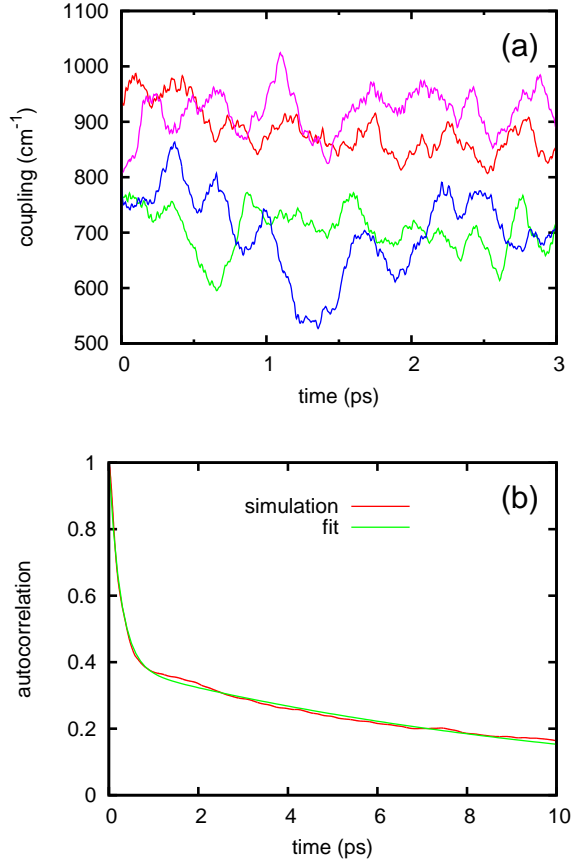 (a)
1100
1000
900
800
700
600
500
coupling (cm⁻¹)
0 1 2 3
time (ps)
(b)
simulation
fit
1
0.8
0.6
0.4
0.2
0
autocorrelation
0 2 4 6 8 10
time (ps)